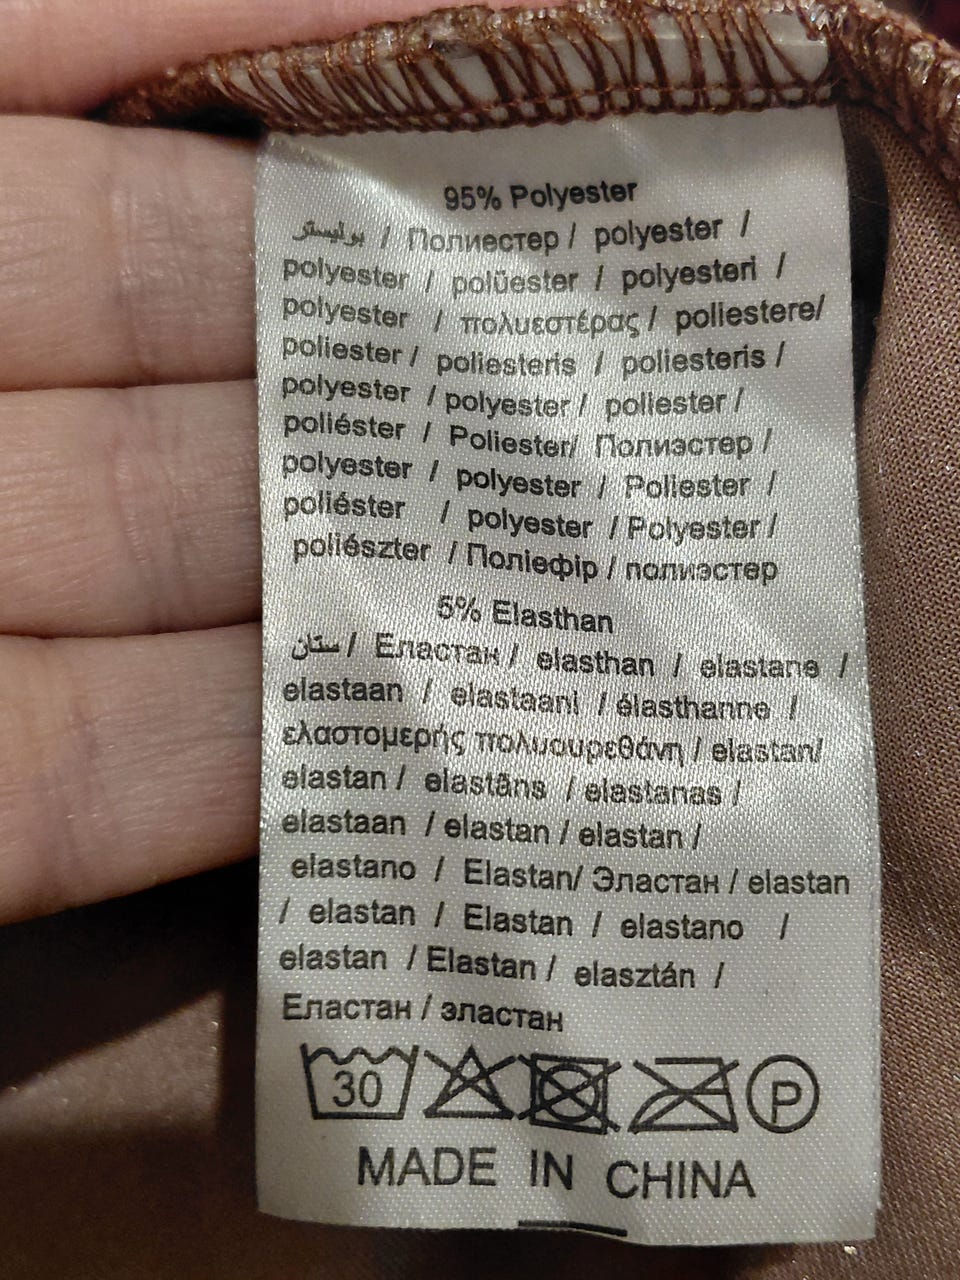 95% Polyester
بوليستر / Полиестер / polyester /
polyester / polüester / polyesteri /
polyester / πολυεστέρας / poliestere/
poliester / poliesteris / poliesteris /
polyester / polyester / poliester /
poliéster / Poliester/ Полиэстер /
polyester / polyester / Poliester /
poliéster / polyester / Polyester /
poliészter / Поліефір / полиэстер
5% Elasthan
ستان / Еластан / elasthan / elastane /
elastaan / elastaani / élasthanne /
ελαστομερής πολυουρεθάνη / elastan/
elastan / elastāns / elastanas /
elastaan / elastan / elastan /
elastano / Elastan/ Эластан / elastan
/ elastan / Elastan / elastano /
elastan / Elastan / elasztán /
Еластан / эластан
30 P
MADE IN CHINA